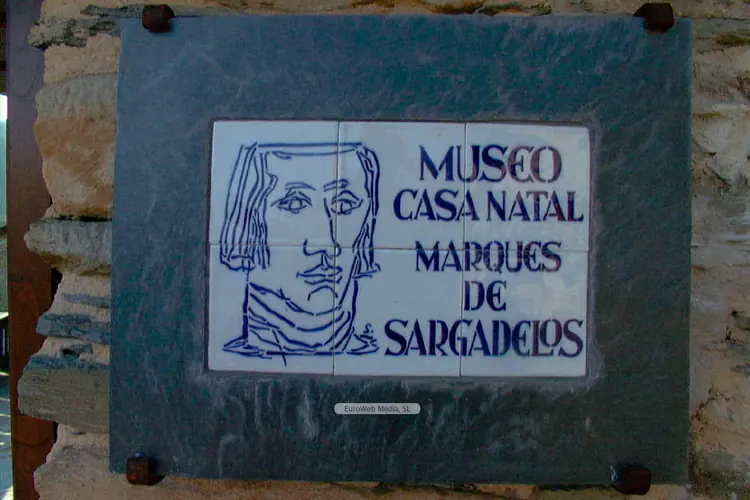 MUSEO
CASA NATAL
MARQUES
DE
SARGADELOS
EuroWeb Media, SL